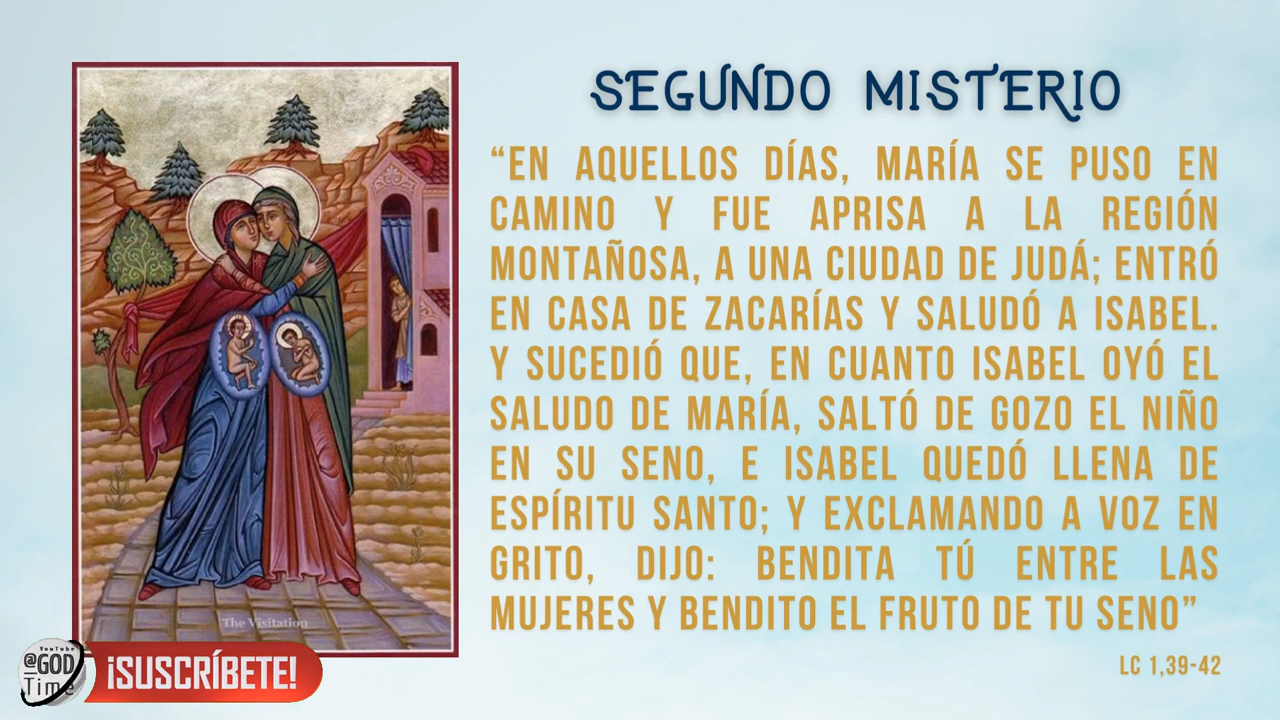 SEGUNDO MISTERIO
“EN AQUELLOS DÍAS, MARÍA SE PUSO EN
CAMINO Y FUE APRISA A LA REGIÓN
MONTAÑOSA, A UNA CIUDAD DE JUDÁ; ENTRÓ
EN CASA DE ZACARÍAS Y SALUDÓ A ISABEL.
Y SUCEDIÓ QUE, EN CUANTO ISABEL OYÓ EL
SALUDO DE MARÍA, SALTÓ DE GOZO EL NIÑO
EN SU SENO, E ISABEL QUEDÓ LLENA DE
ESPÍRITU SANTO; Y EXCLAMANDO A VOZ EN
GRITO, DIJO: BENDITA TÚ ENTRE LAS
MUJERES Y BENDITO EL FRUTO DE TU SENO”
LC 1,39-42
The Visitation
YouTube
@GOD
Time
¡SUSCRÍBETE!